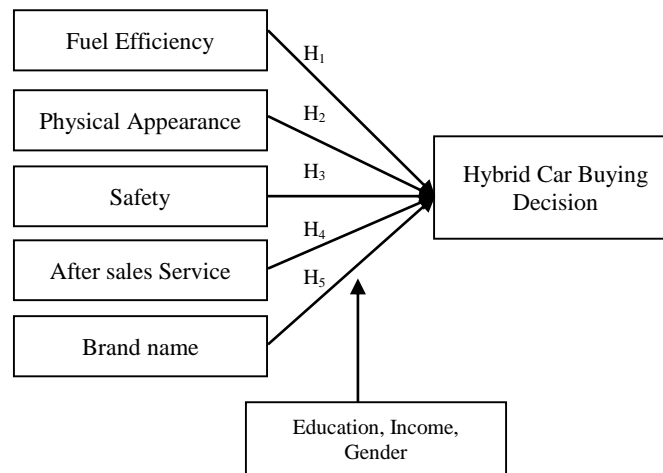 Fuel Efficiency
H₁
Physical Appearance
H₂
Hybrid Car Buying
Decision
H₃
Safety
H₄
After sales Service
H₅
Brand name
Education, Income,
Gender